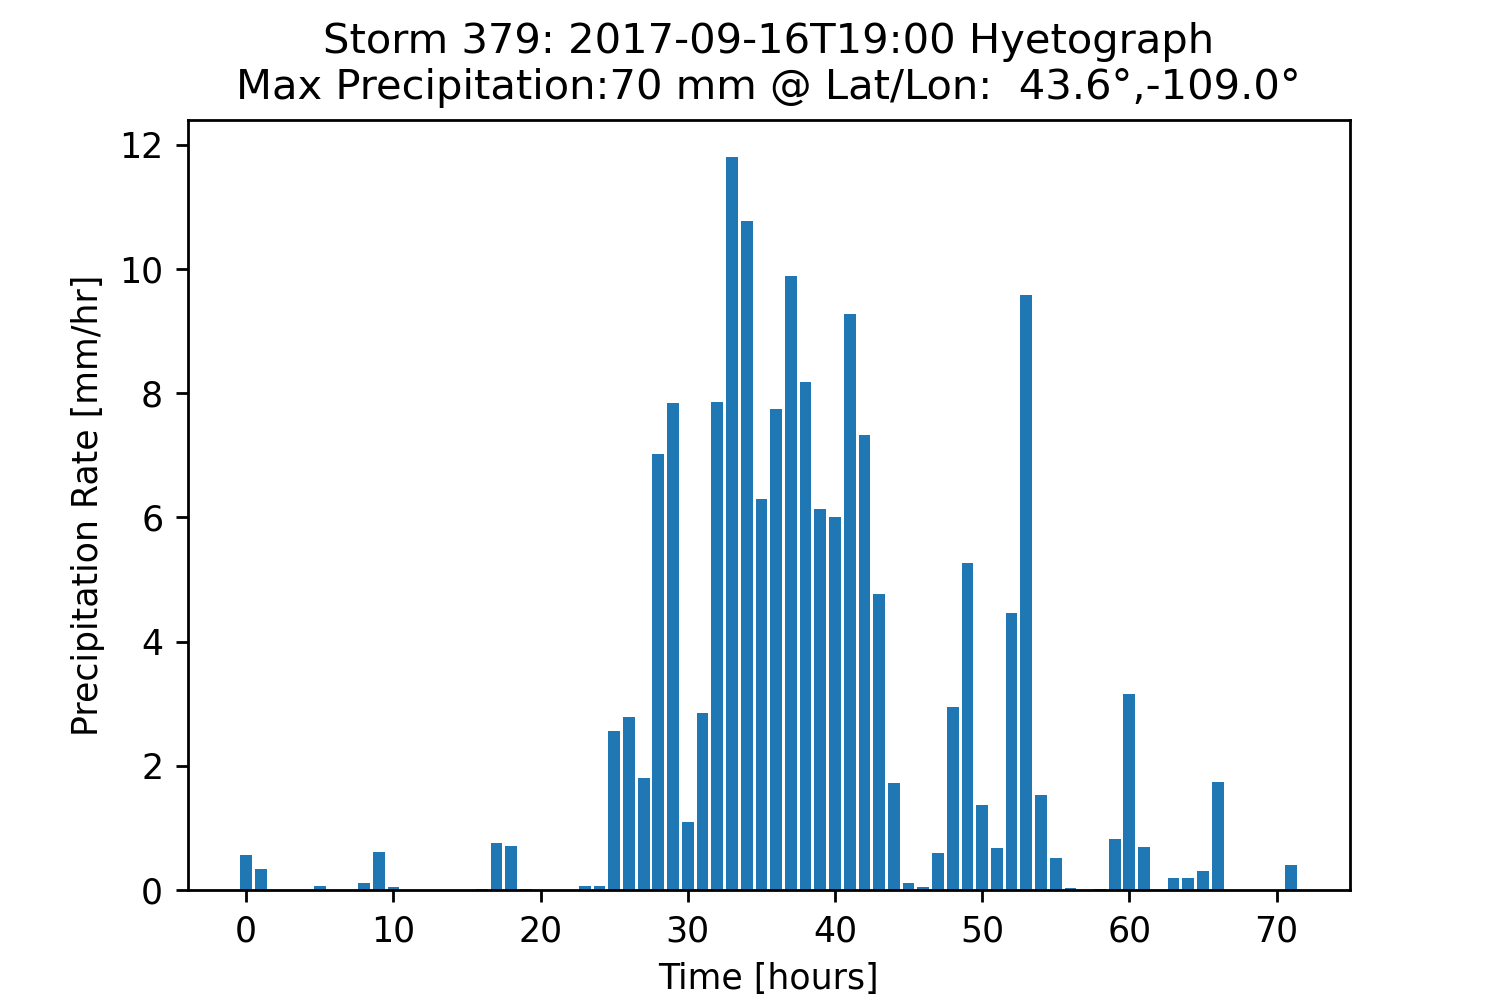 Storm 379: 2017-09-16T19:00 Hyetograph
Max Precipitation:70 mm @ Lat/Lon:  43.6°,-109.0°
Precipitation Rate [mm/hr]
12
10
8
6
4
2
0
0 10 20 30 40 50 60 70
Time [hours]